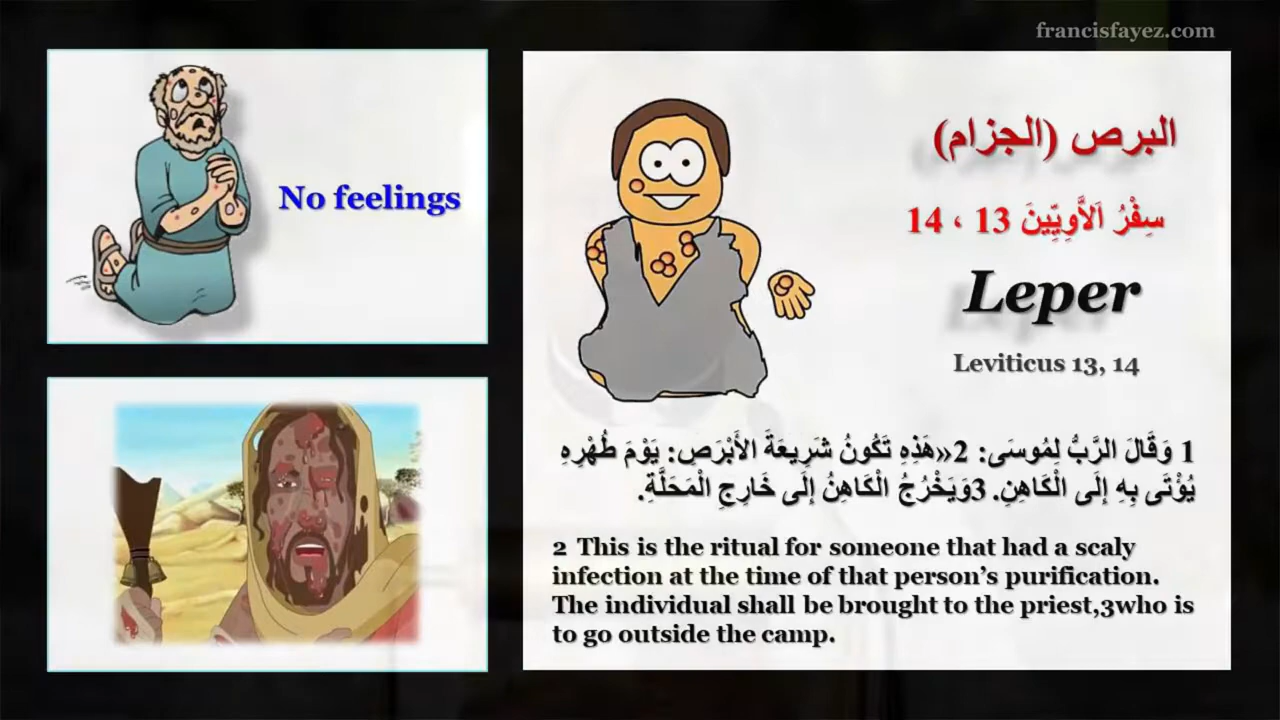 francisfayez.com
No feelings
البرص (الجزام)
سِفْرُ اَلاَّوِيِّينَ 13 ، 14
Leper
Leviticus 13, 14
1 وَقَالَ الرَّبُّ لِمُوسَى: 2«هَذِهِ تَكُونُ شَرِيعَةَ الأَبْرَصِ: يَوْمَ طُهْرِهِ
يُؤْتَى بِهِ إِلَى الْكَاهِنِ. 3وَيَخْرُجُ الْكَاهِنُ إِلَى خَارِجِ الْمَحَلَّةِ.
2 This is the ritual for someone that had a scaly
infection at the time of that person’s purification.
The individual shall be brought to the priest,3who is
to go outside the camp.